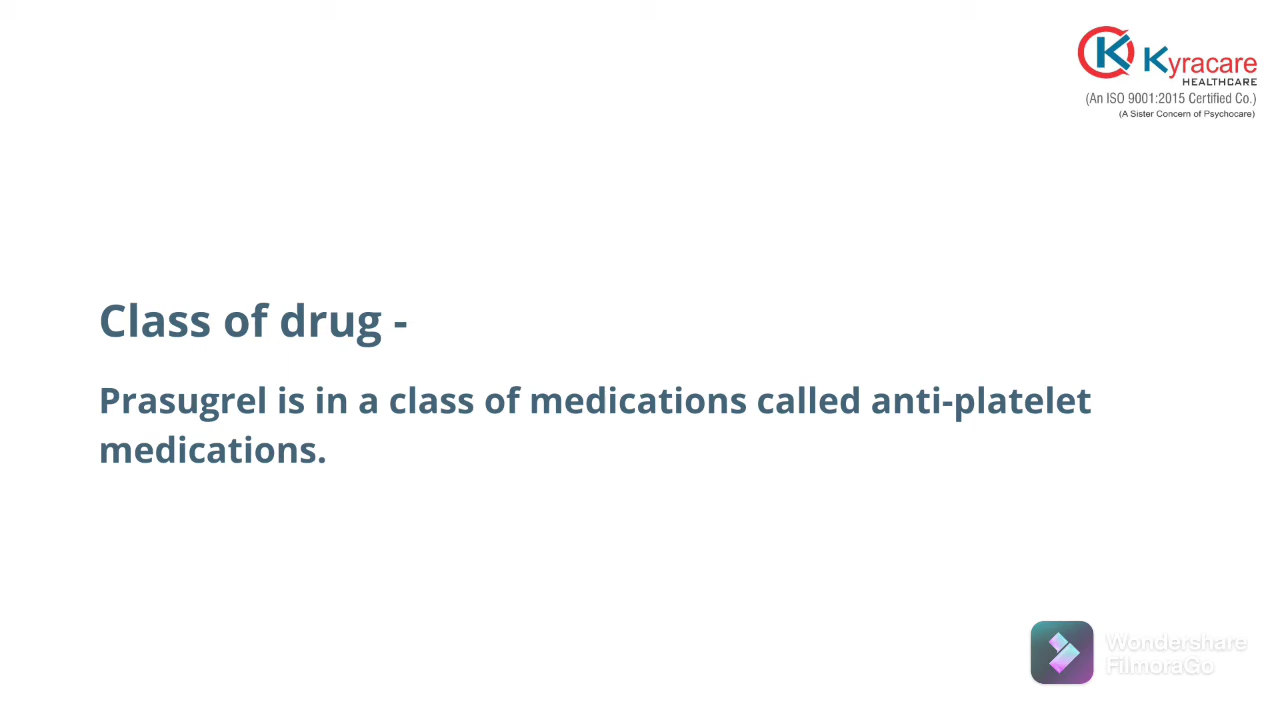 Kyracare
HEALTHCARE
(An ISO 9001:2015 Certified Co.)
(A Sister Concern of Psychocare)
Class of drug -
Prasugrel is in a class of medications called anti-platelet
medications.
Wondershare
FilmoraGo